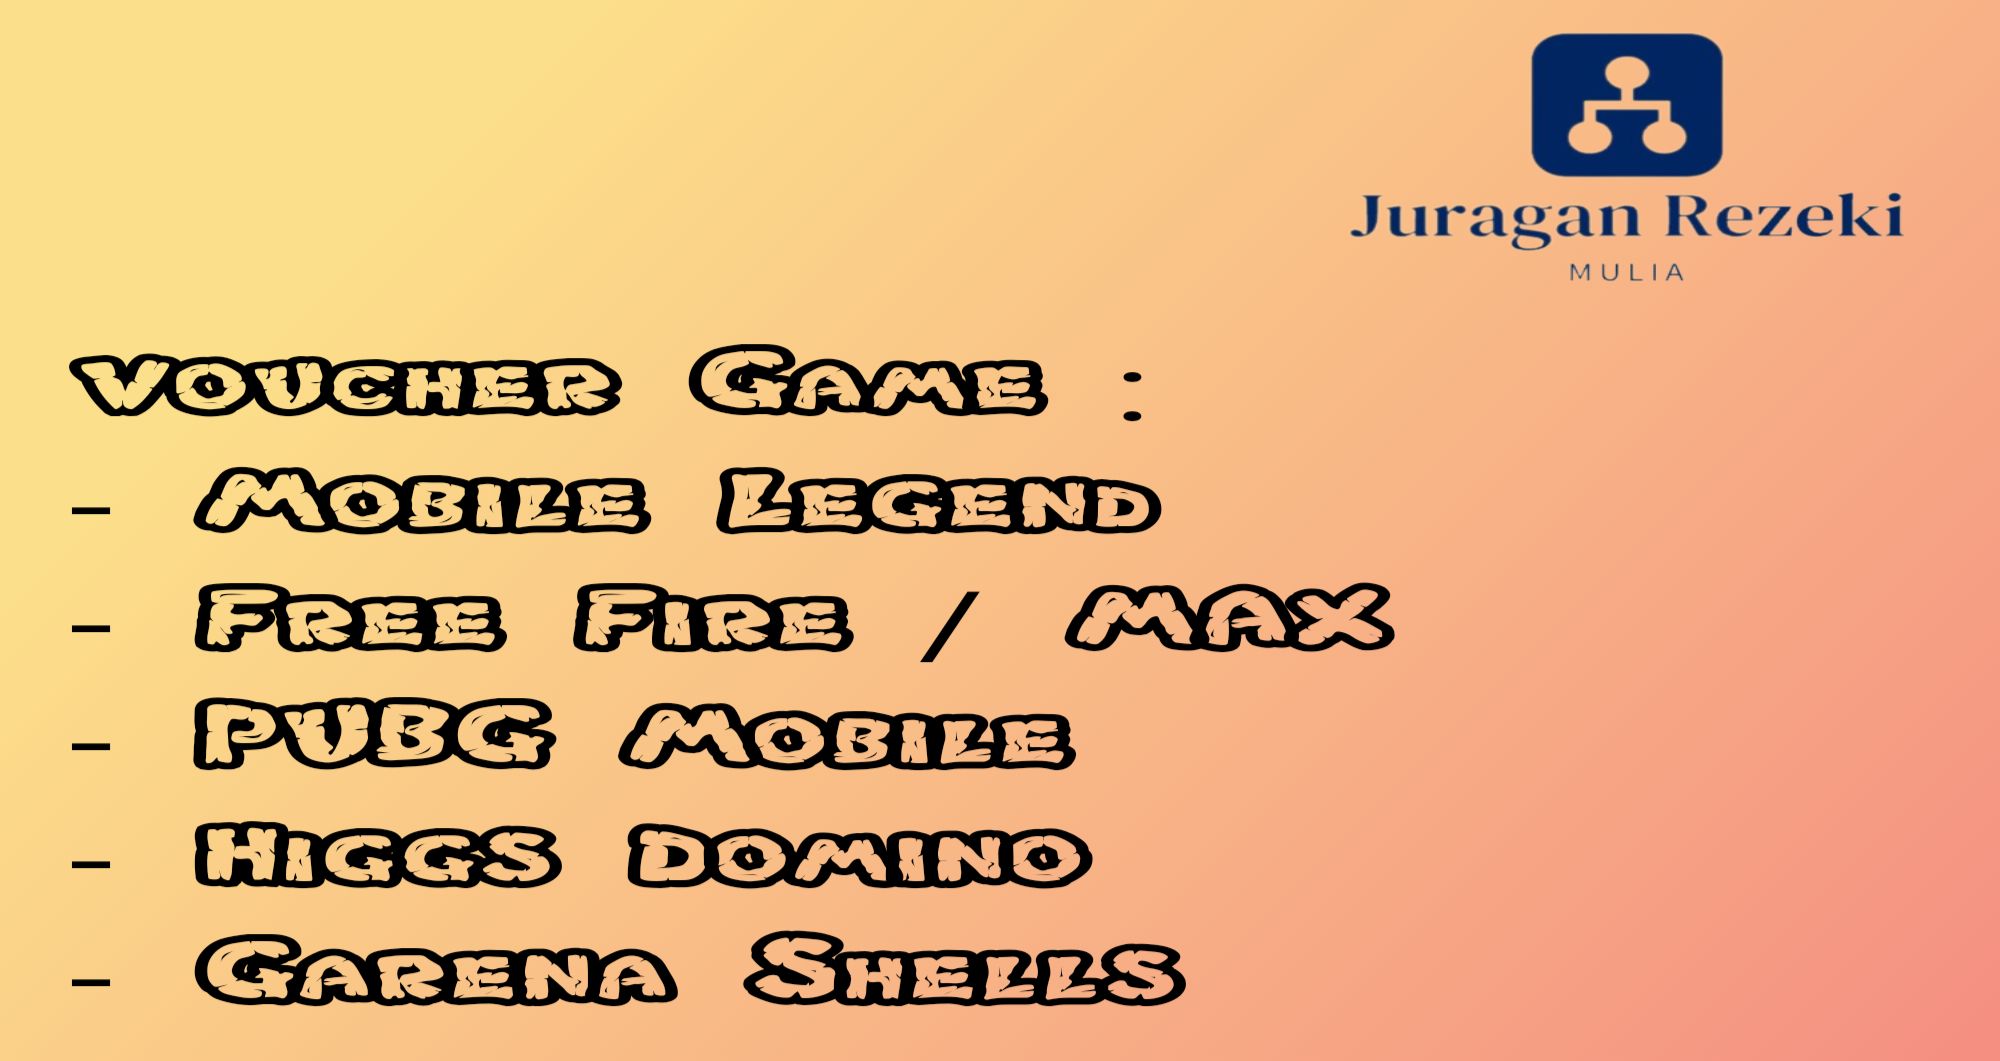 Juragan Rezeki
MULIA
Voucher Game :
- Mobile Legend
- Free Fire / MAX
- PUBG Mobile
- Higgs Domino
- Garena Shells